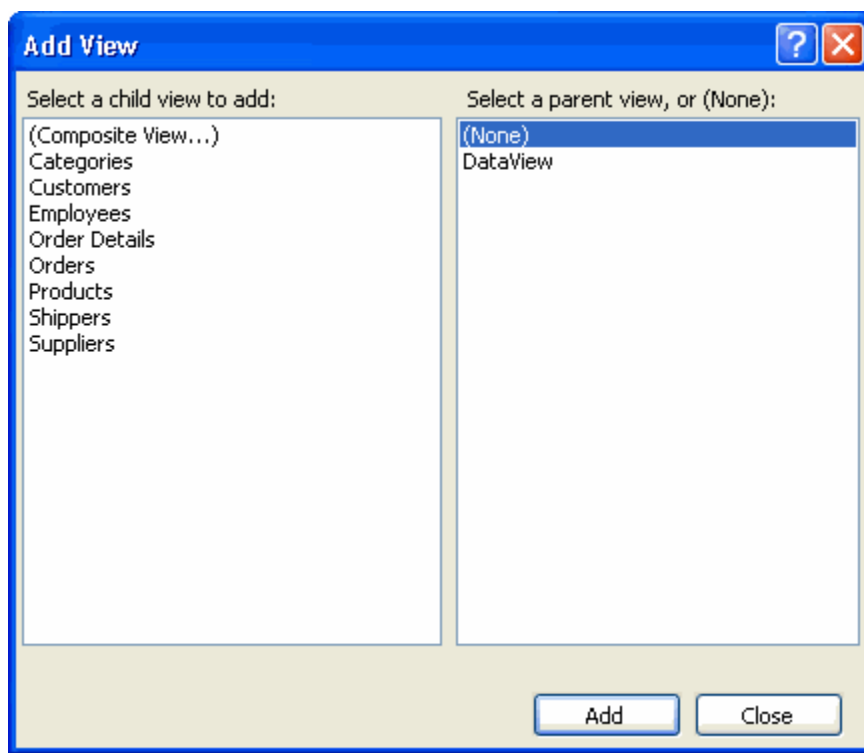 Add View
Select a child view to add:
(Composite View...)
Categories
Customers
Employees
Order Details
Orders
Products
Shippers
Suppliers
Select a parent view, or (None):
(None)
DataView
Add
Close